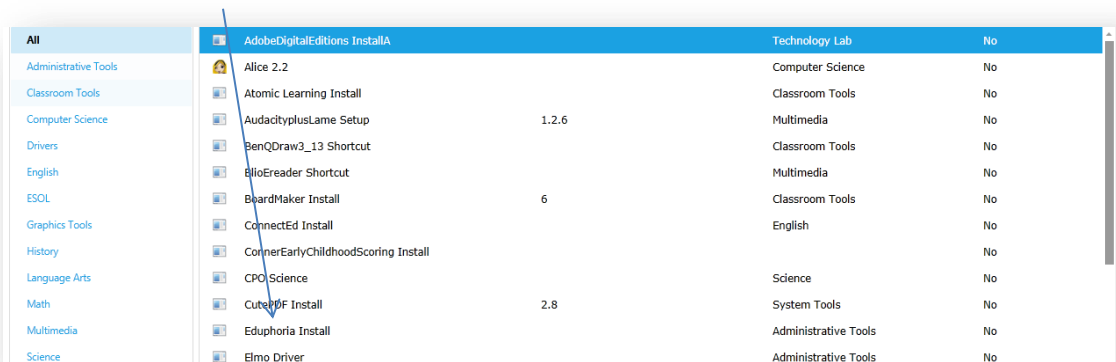 All
Administrative Tools
Classroom Tools
Computer Science
Drivers
English
ESOL
Graphics Tools
History
Language Arts
Math
Multimedia
Science
AdobeDigitalEditions InstallA Technology Lab No
Alice 2.2 Computer Science No
Atomic Learning Install Classroom Tools No
AudacityplusLame Setup 1.2.6 Multimedia No
BenQDraw3_13 Shortcut Classroom Tools No
BlioEreader Shortcut Multimedia No
BoardMaker Install 6 Classroom Tools No
ConnectEd Install English No
ConnerEarlyChildhoodScoring Install No
CPO Science Science No
CutePDF Install 2.8 System Tools No
Eduphoria Install Administrative Tools No
Elmo Driver Administrative Tools No